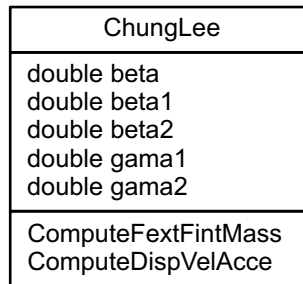 ChungLee
double beta
double beta1
double beta2
double gama1
double gama2
ComputeFextFintMass
ComputeDispVelAcce